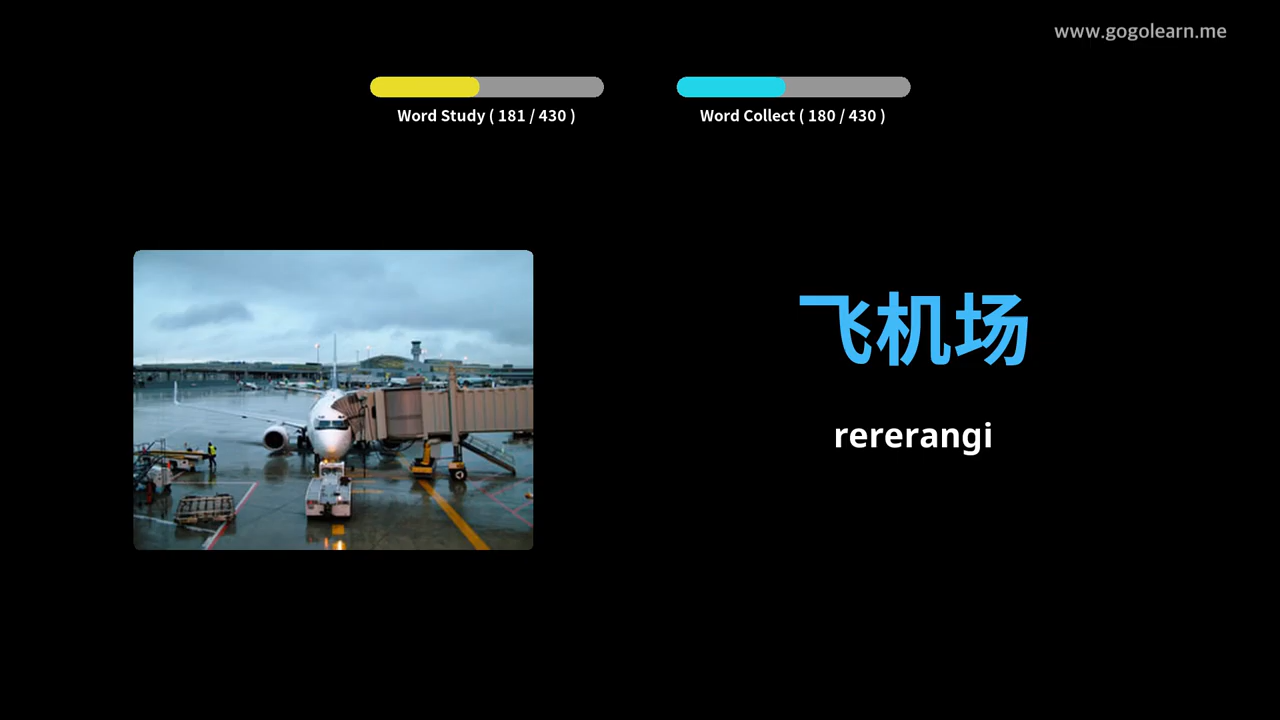 www.gogolearn.me
Word Study ( 181 / 430 )
Word Collect ( 180 / 430 )
飞机场
rererangi